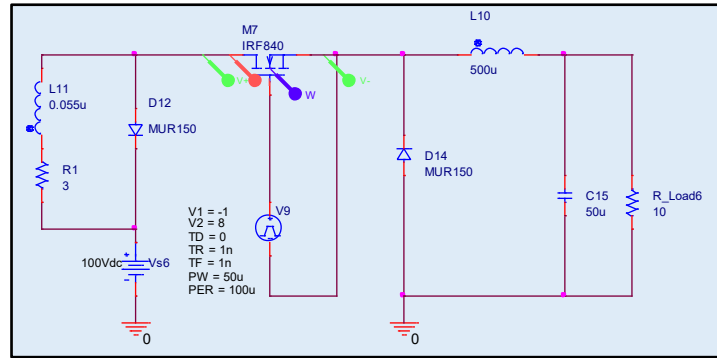 M7
IRF840
L10
500u
V+
W
V-
L11
0.055u
D12
MUR150
R1
3
D14
MUR150
C15
50u
R_Load6
10
V9
V1 = -1
V2 = 8
TD = 0
TR = 1n
TF = 1n
PW = 50u
PER = 100u
100Vdc
Vs6
0
0